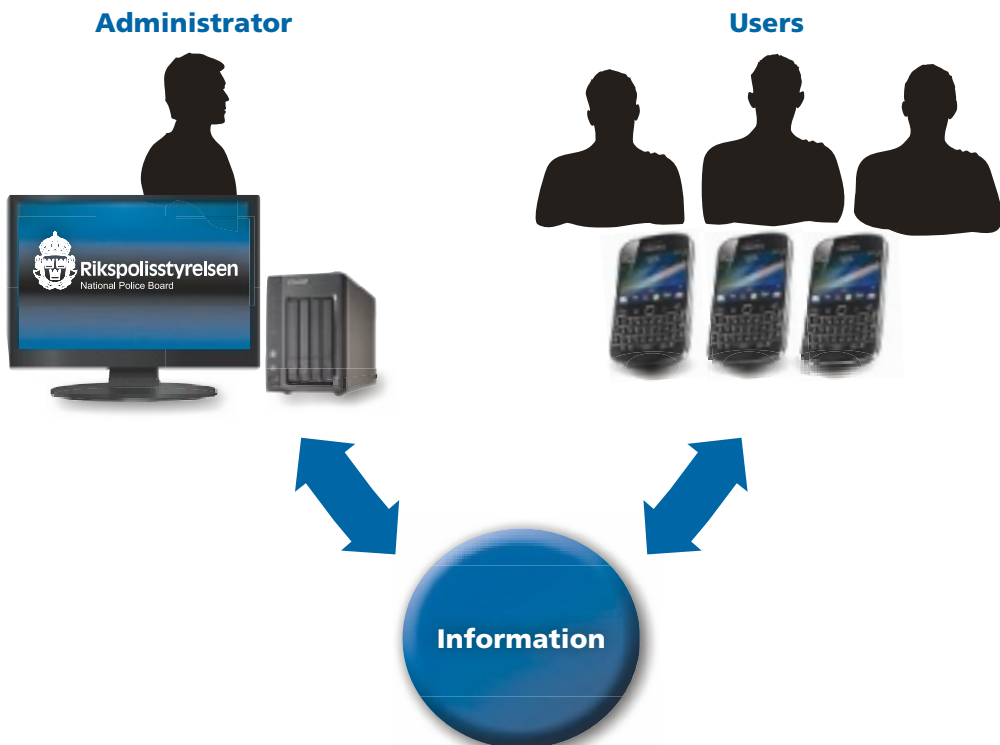 Administrator
Users
Rikspolisstyrelsen
National Police Board
Information